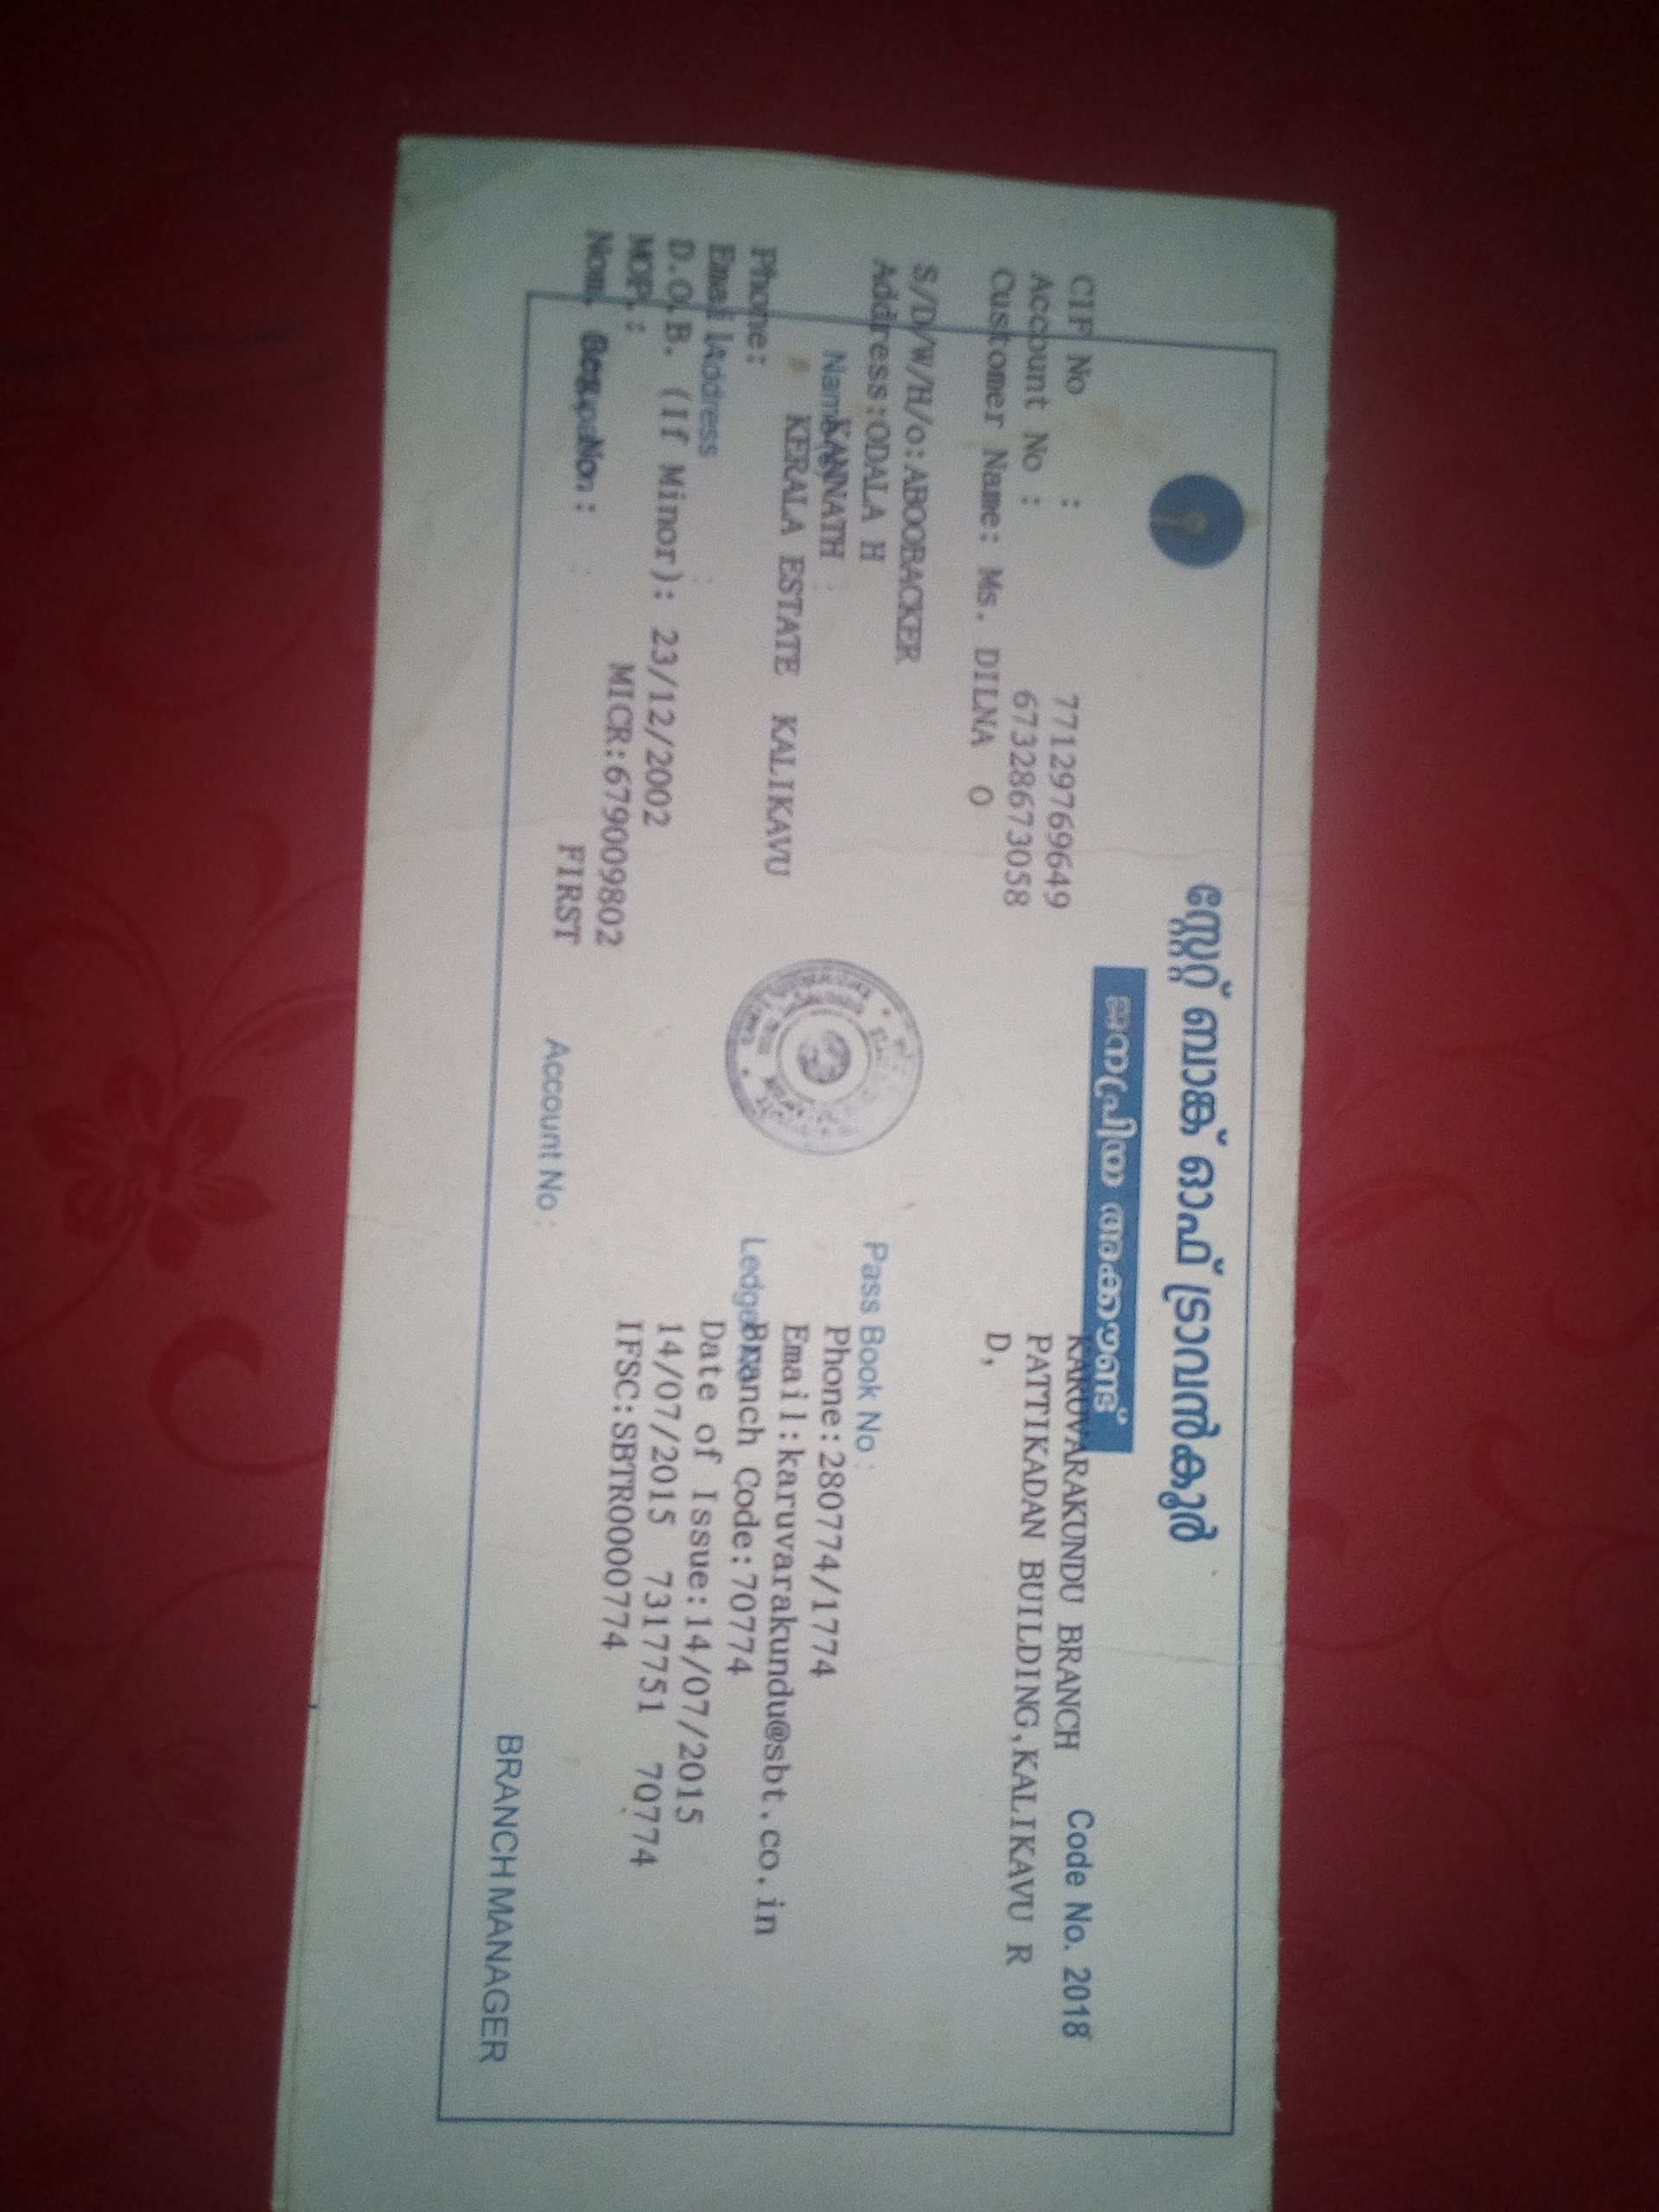 സ്റ്റേറ്റ് ബാങ്ക് ഓഫ് ട്രാവൻകൂർ
ജനപ്രിയ അക്കൗണ്ട്
Code No. 2018
CIF No : 77129769649
Account No : 67328673058
Customer Name: Ms. DILNA O
KARUVARAKUNDU BRANCH
PATTIKADAN BUILDING,KALIKAVU R
D,
S/D/W/H/o:ABOOBACKER
Address:ODALA H
Name
KANNATH
KERALA ESTATE KALIKAVU
Phone:
Email
Address
D.O.B. (If Minor): 23/12/2002
MOP.:
MICR:679009802
Nom.
FIRST
Account No :
Pass Book No :
Phone:280774/1774
Email:karuvarakundu@sbt.co.in
Ledger
Branch Code:70774
Date of Issue:14/07/2015
14/07/2015 7317751 70774
IFSC:SBTR0000774
BRANCH MANAGER